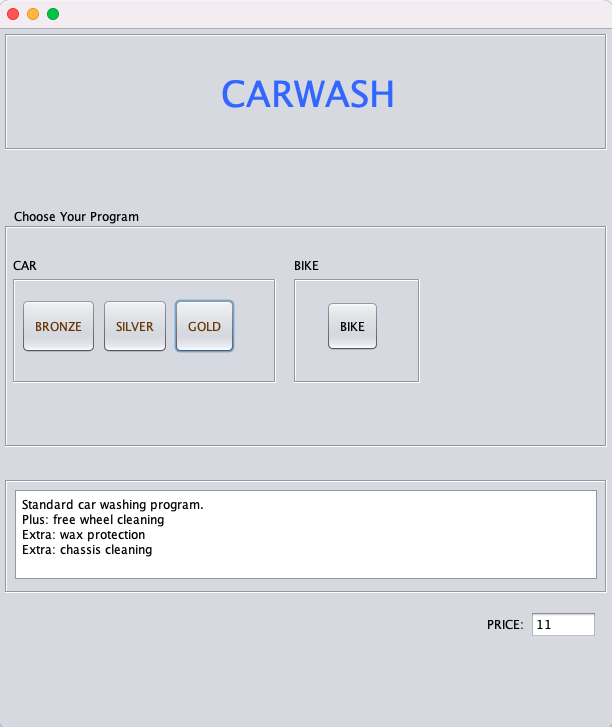 CARWASH
Choose Your Program
CAR
BIKE
BRONZE
SILVER
GOLD
BIKE
Standard car washing program.
Plus: free wheel cleaning
Extra: wax protection
Extra: chassis cleaning
PRICE: 11